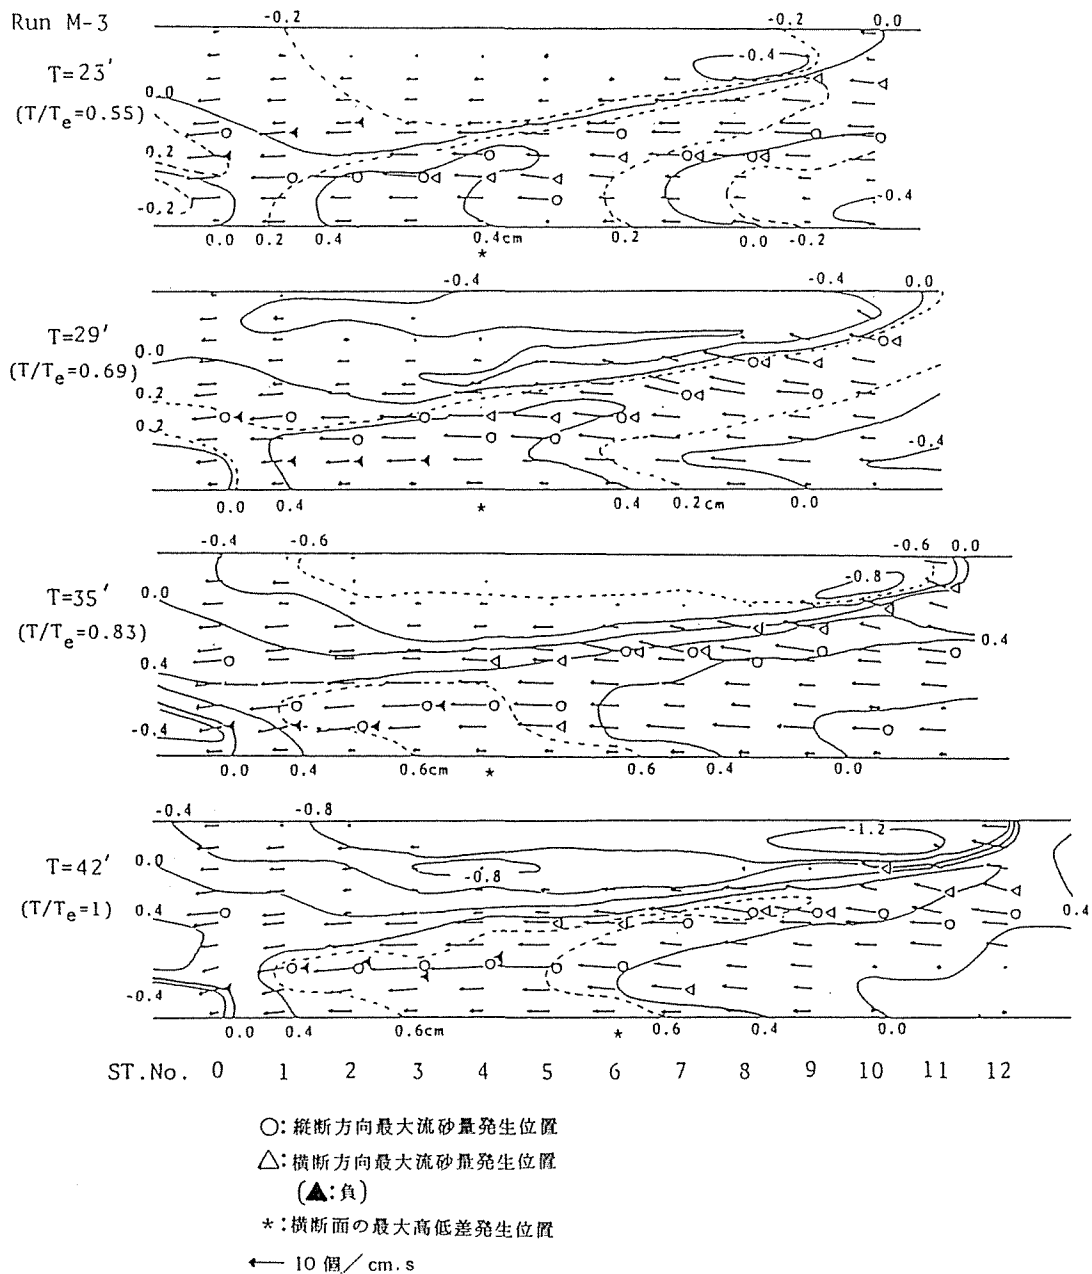 Run M-3
-0.2 -0.2 0.0
T=23′
(T/Te=0.55)
0.0
-0.4
0.2
-0.2
-0.4
0.0 0.2 0.4 0.4cm 0.2 0.0 -0.2
*
-0.4 -0.4 0.0
T=29′
(T/Te=0.69)
0.0
0.2
0.2
-0.4
0.0 0.4 * 0.4 0.2cm 0.0
-0.4 -0.6 -0.6 0.0
T=35′
(T/Te=0.83)
-0.8
0.0
0.4
0.4
-0.4
0.0 0.4 0.6cm * 0.6 0.4 0.0
-0.4 -0.8
T=42′
(T/Te=1)
-1.2
0.0
-0.8
0.4
0.4
-0.4
0.0 0.4 0.6cm * 0.6 0.4 0.0
ST.No. 0 1 2 3 4 5 6 7 8 9 10 11 12
○: 縦断方向最大流砂量発生位置
△: 横断方向最大流砂量発生位置
(▲: 負)
*: 横断面の最大高低差発生位置
← 10 個/cm.s